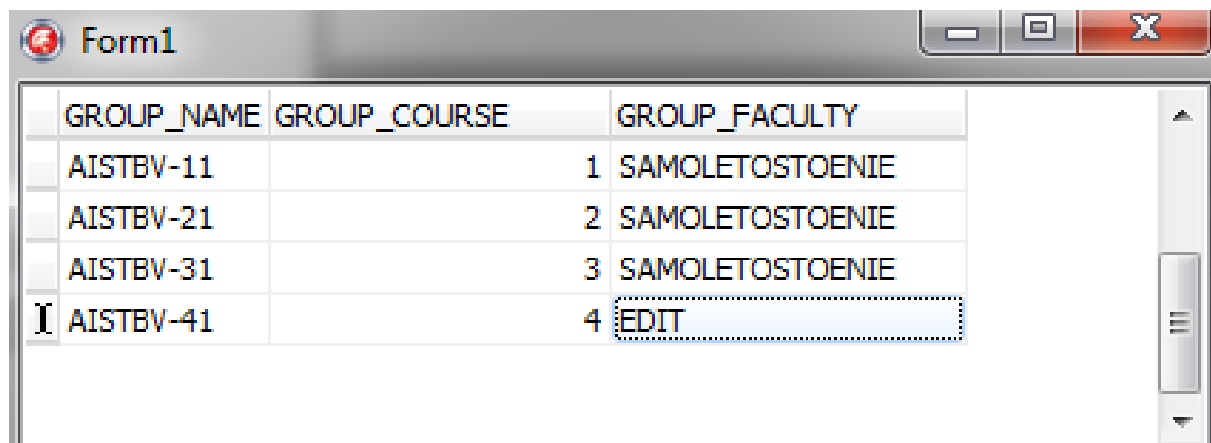 Form1
GROUP_NAME GROUP_COURSE GROUP_FACULTY
AISTBV-11 1 SAMOLETOSTOENIE
AISTBV-21 2 SAMOLETOSTOENIE
AISTBV-31 3 SAMOLETOSTOENIE
AISTBV-41 4 EDIT